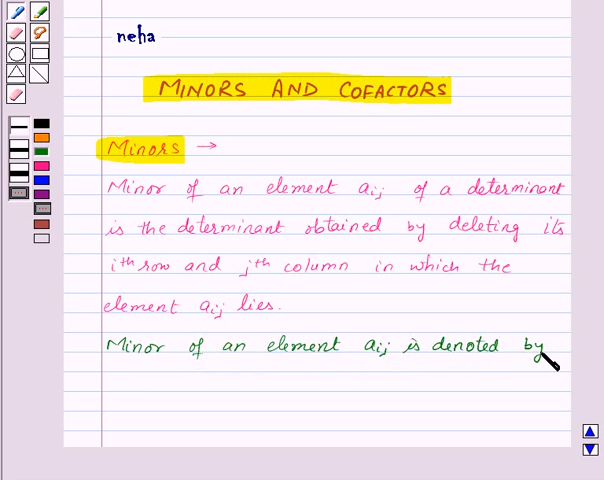 neha
MINORS AND COFACTORS
Minors →
Minor of an element aij of a determinant
is the determinant obtained by deleting its
ith row and jth column in which the
element aij lies.
Minor of an element aij is denoted by